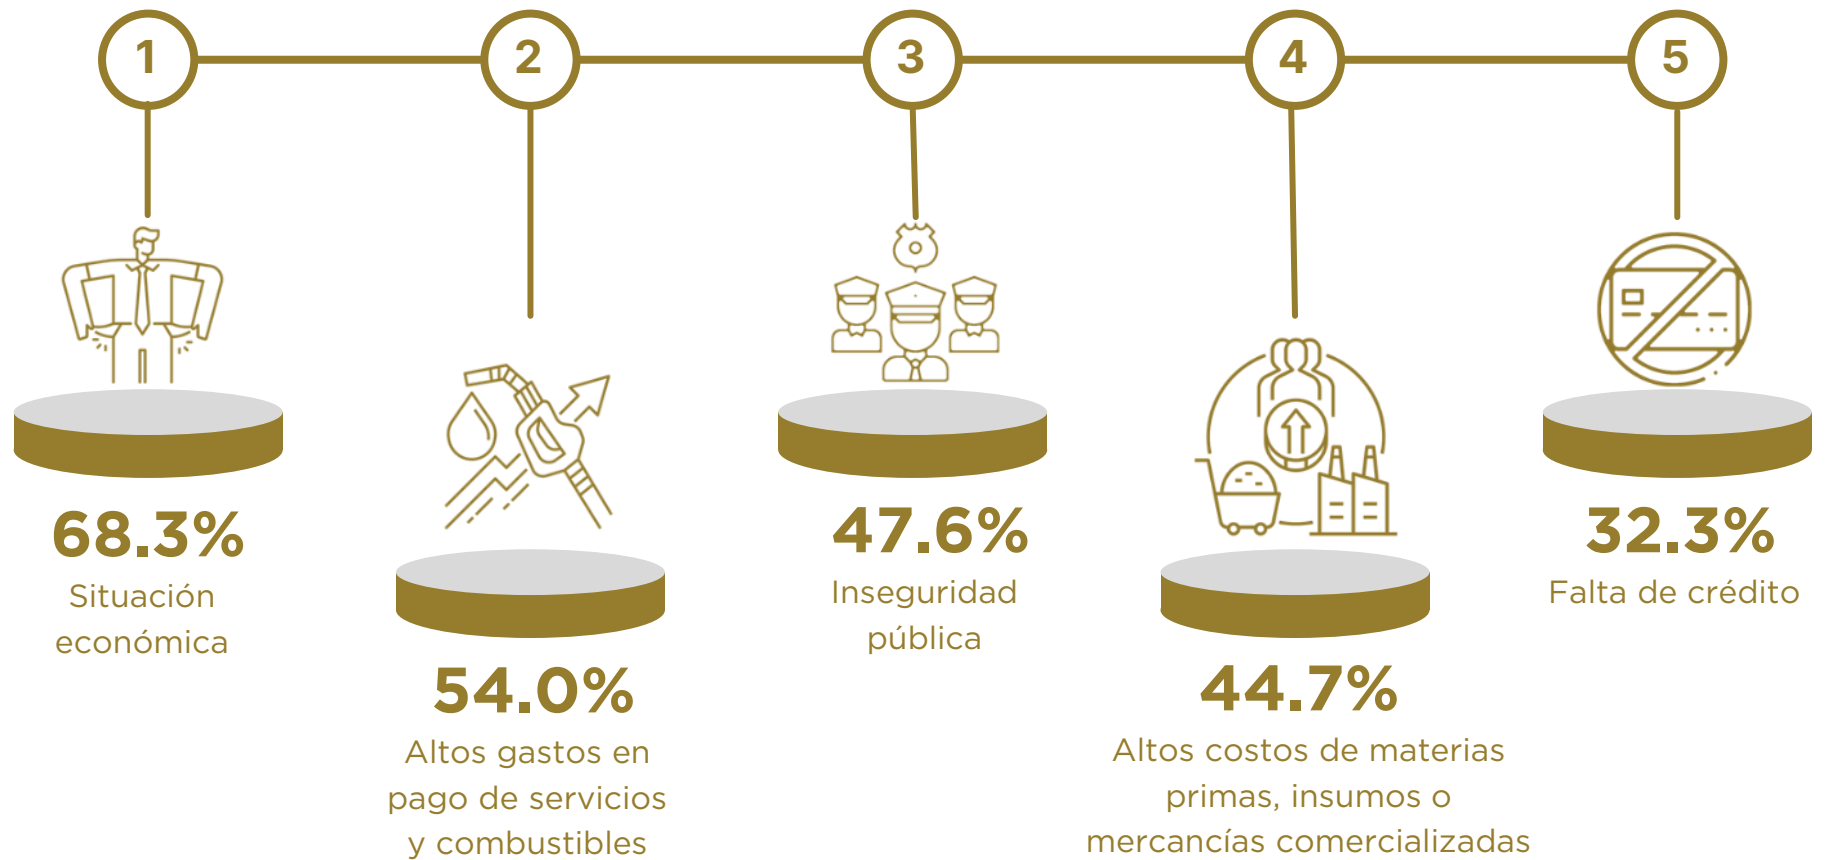 1
2
3
4
5
68.3%
Situación
económica
54.0%
Altos gastos en
pago de servicios
y combustibles
47.6%
Inseguridad
pública
44.7%
Altos costos de materias
primas, insumos o
mercancías comercializadas
32.3%
Falta de crédito